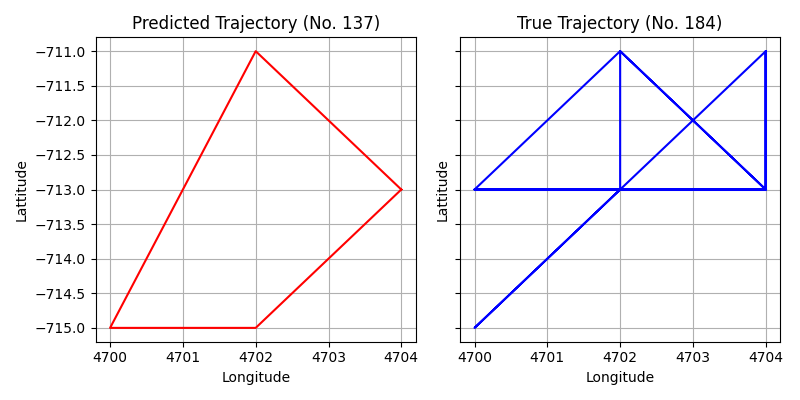 Predicted Trajectory (No. 137)
True Trajectory (No. 184)
−711.0
−711.5
−712.0
−712.5
−713.0
−713.5
−714.0
−714.5
−715.0
Lattitude
Lattitude
4700 4701 4702 4703 4704
4700 4701 4702 4703 4704
Longitude
Longitude